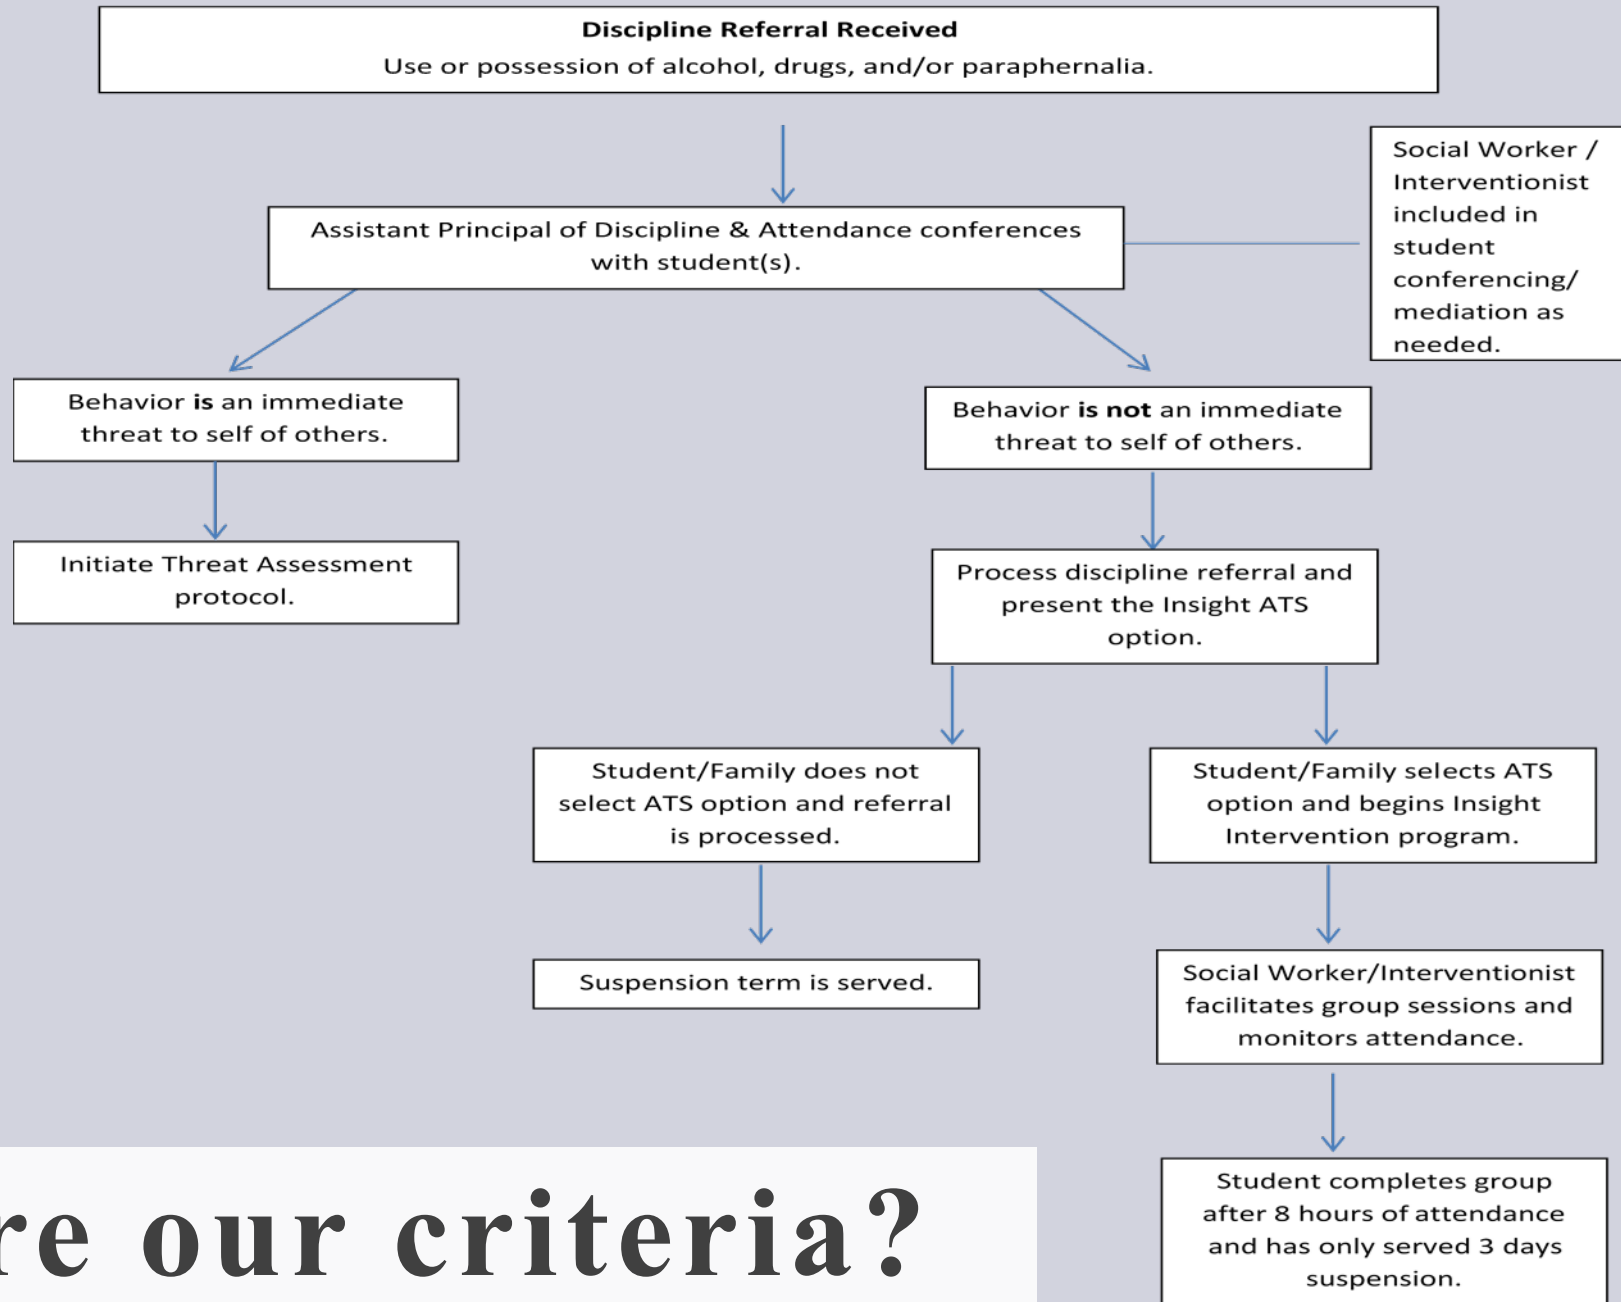 Discipline Referral Received
Use or possession of alcohol, drugs, and/or paraphernalia.
Social Worker /
Interventionist
included in
student
conferencing/
mediation as
needed.
Assistant Principal of Discipline & Attendance conferences
with student(s).
Behavior is an immediate
threat to self of others.
Behavior is not an immediate
threat to self of others.
Initiate Threat Assessment
protocol.
Process discipline referral and
present the Insight ATS
option.
Student/Family does not
select ATS option and referral
is processed.
Student/Family selects ATS
option and begins Insight
Intervention program.
Suspension term is served.
Social Worker/Interventionist
facilitates group sessions and
monitors attendance.
Student completes group
after 8 hours of attendance
and has only served 3 days
suspension.
re our criteria?